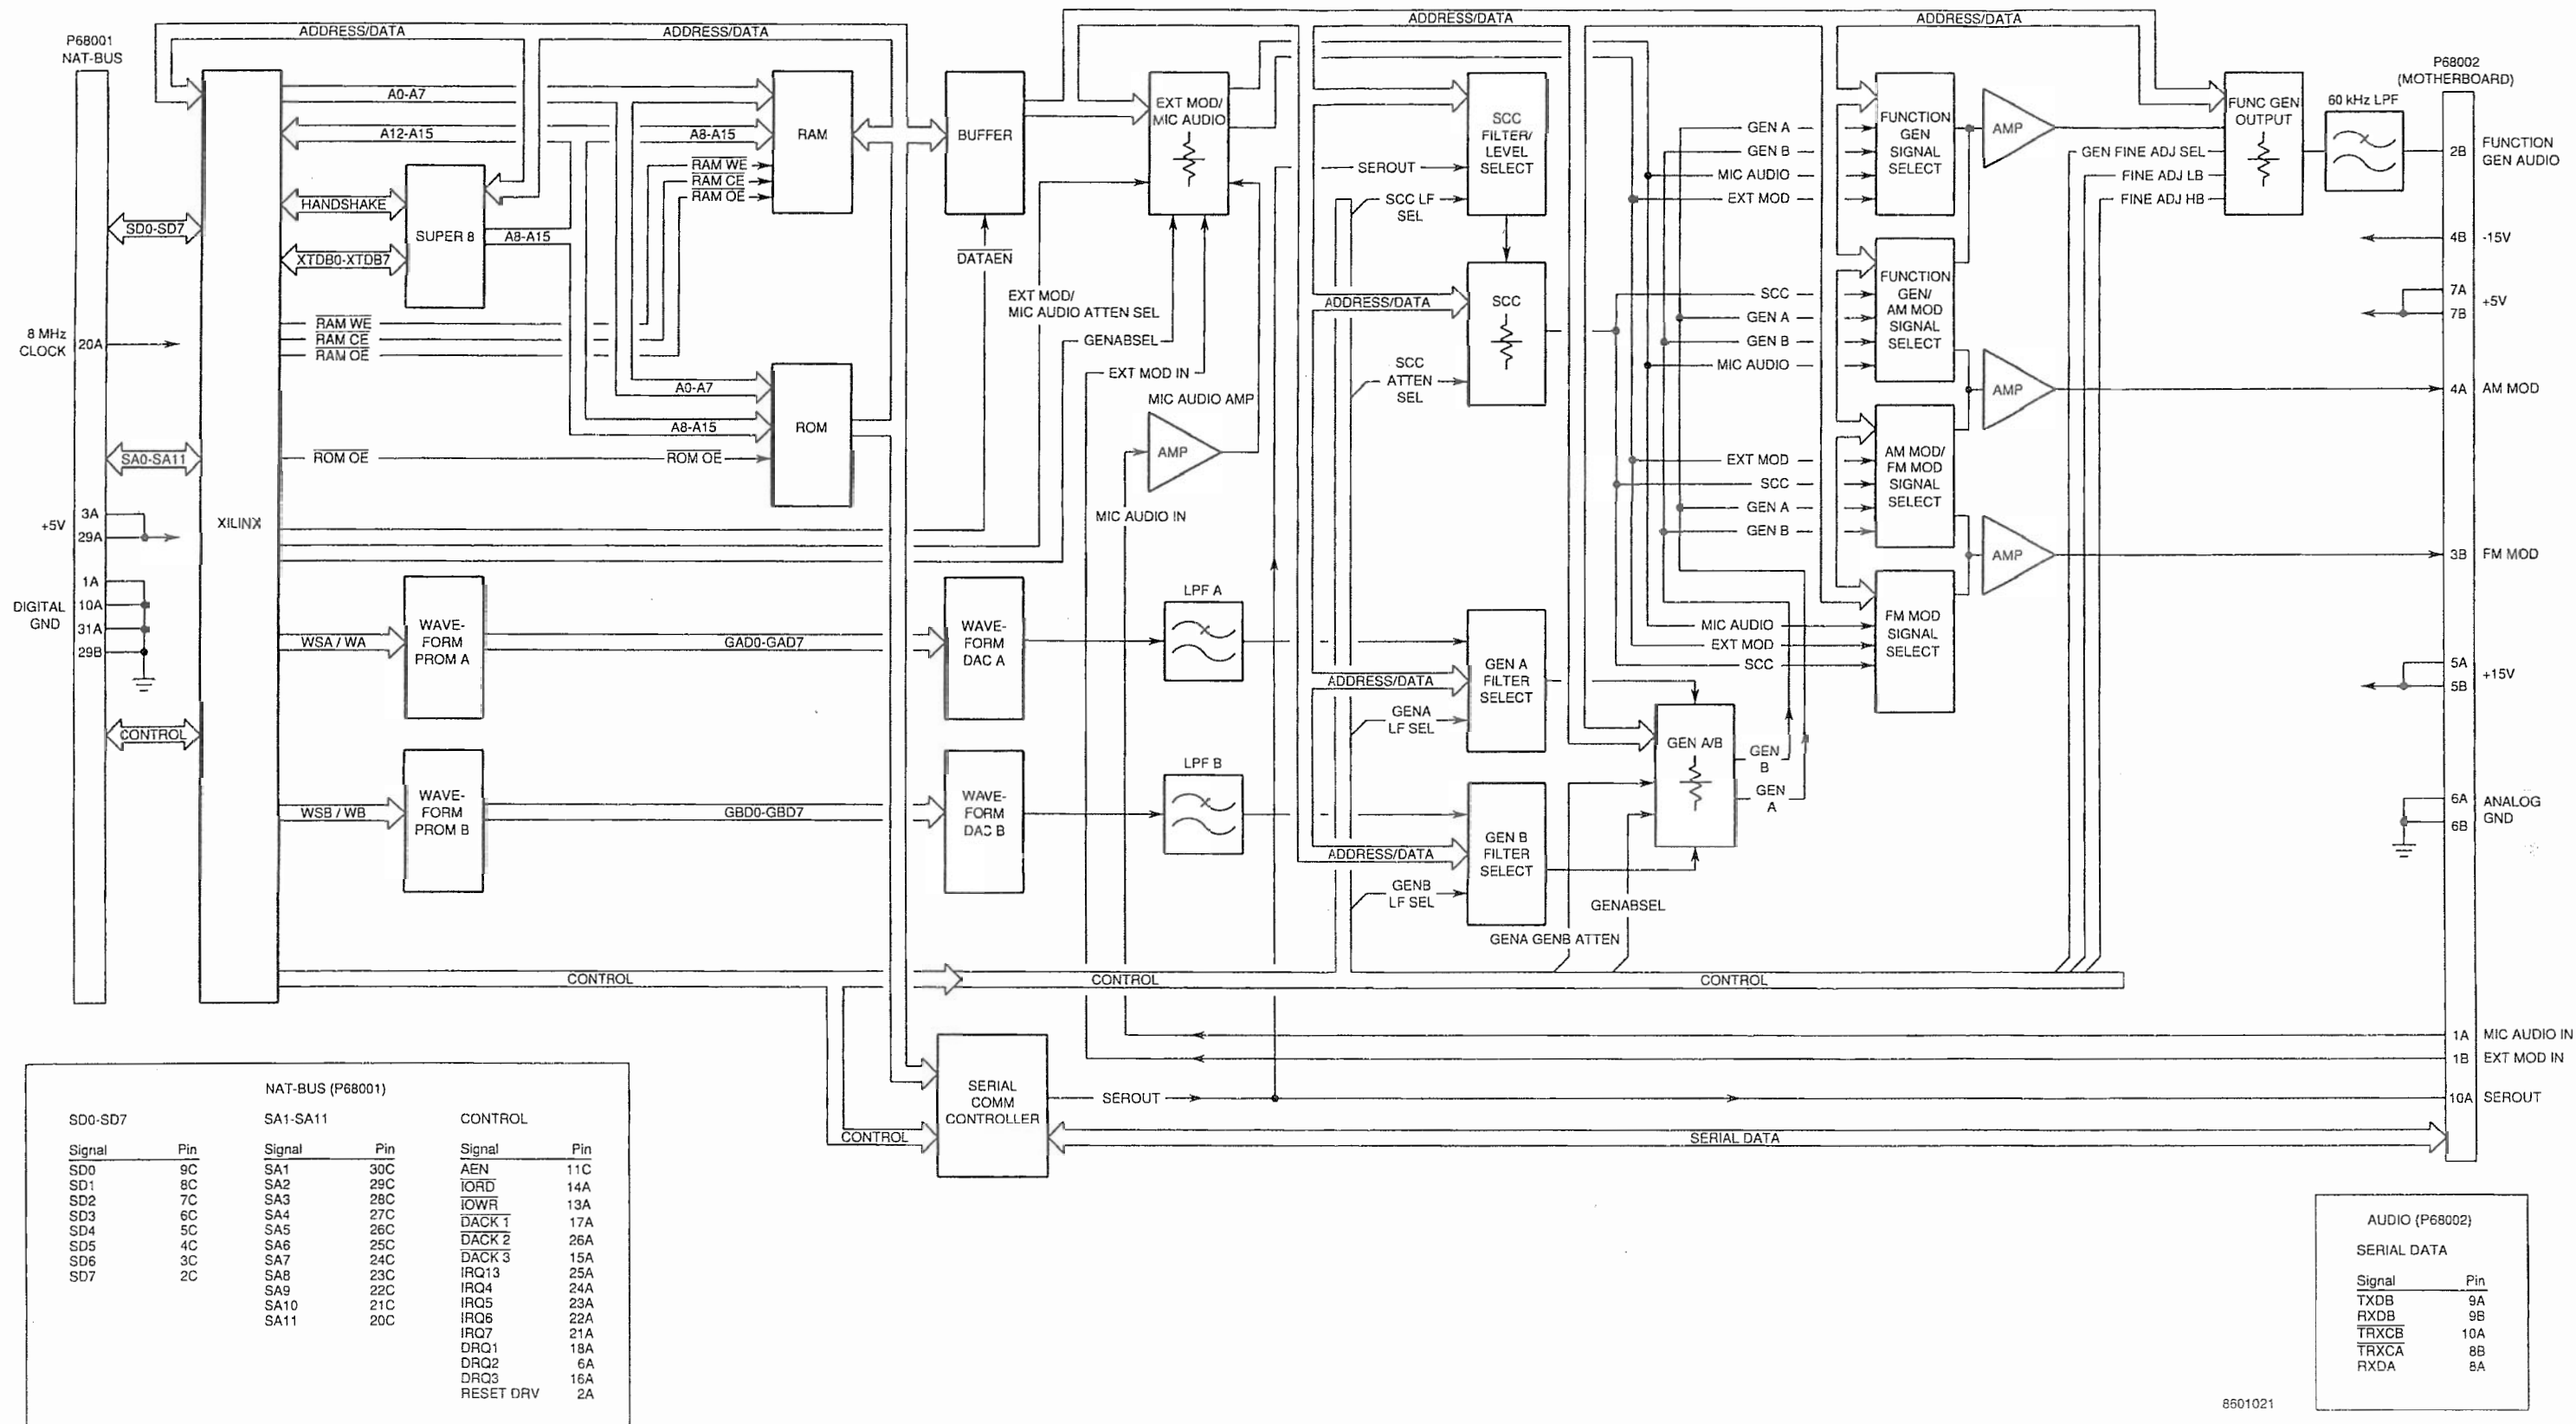 P68001
NAT-BUS
ADDRESS/DATA
ADDRESS/DATA
ADDRESS/DATA
ADDRESS/DATA
P68002
(MOTHERBOARD)
A0-A7
A12-A15
A8-A15
RAM WE
RAM CE
RAM OE
HANDSHAKE
SUPER 8
A8-A15
XTDB0-XTDB7
SD0-SD7
RAM
BUFFER
DATAEN
EXT MOD/
MIC AUDIO
SCC
FILTER/
LEVEL
SELECT
SEROUT
SCC LF
SEL
GEN A
GEN B
MIC AUDIO
EXT MOD
FUNCTION
GEN
SIGNAL
SELECT
AMP
FUNC GEN
OUTPUT
60 kHz LPF
GEN FINE ADJ SEL
FINE ADJ LB
FINE ADJ HB
2B
FUNCTION
GEN AUDIO
4B
-15V
7A
+5V
7B
8 MHz
CLOCK
20A
RAM WE
RAM CE
RAM OE
A0-A7
A8-A15
ROM
ROM OE
ROM OE
SA0-SA11
XILINX
EXT MOD/
MIC AUDIO ATTEN SEL
GENABSEL
EXT MOD IN
MIC AUDIO AMP
AMP
MIC AUDIO IN
ADDRESS/DATA
SCC
SCC
ATTEN
SEL
SCC
GEN A
GEN B
MIC AUDIO
FUNCTION
GEN/
AM MOD
SIGNAL
SELECT
AMP
4A
AM MOD
EXT MOD
SCC
GEN A
GEN B
AM MOD/
FM MOD
SIGNAL
SELECT
AMP
3B
FM MOD
+5V
3A
29A
DIGITAL
GND
1A
10A
31A
29B
CONTROL
WSA / WA
WAVE-
FORM
PROM A
GAD0-GAD7
WAVE-
FORM
DAC A
LPF A
WSB / WB
WAVE-
FORM
PROM B
GBD0-GBD7
WAVE-
FORM
DAC B
LPF B
ADDRESS/DATA
GEN A
FILTER
SELECT
GENA
LF SEL
ADDRESS/DATA
GEN B
FILTER
SELECT
GENB
LF SEL
GEN A/B
GEN
B
GEN
A
GENABSEL
GENA GENB ATTEN
MIC AUDIO
EXT MOD
SCC
FM MOD
SIGNAL
SELECT
5A
+15V
5B
6A
ANALOG
GND
6B
CONTROL
CONTROL
CONTROL
1A
MIC AUDIO IN
1B
EXT MOD IN
SERIAL
COMM
CONTROLLER
SEROUT
10A
SEROUT
CONTROL
SERIAL DATA
NAT-BUS (P68001)
SD0-SD7 SA1-SA11 CONTROL
Signal Pin Signal Pin Signal Pin
SD0 9C SA1 30C AEN 11C
SD1 8C SA2 29C IORD 14A
SD2 7C SA3 28C IOWR 13A
SD3 6C SA4 27C DACK 1 17A
SD4 5C SA5 26C DACK 2 26A
SD5 4C SA6 25C DACK 3 15A
SD6 3C SA7 24C IRQ13 25A
SD7 2C SA8 23C IRQ4 24A
SA9 22C IRQ5 23A
SA10 21C IRQ6 22A
SA11 20C IRQ7 21A
DRQ1 18A
DRQ2 6A
DRQ3 16A
RESET DRV 2A
AUDIO (P68002)
SERIAL DATA
Signal Pin
TXDB 9A
RXDB 9B
TRXCB 10A
TRXCA 8B
RXDA 8A
8601021